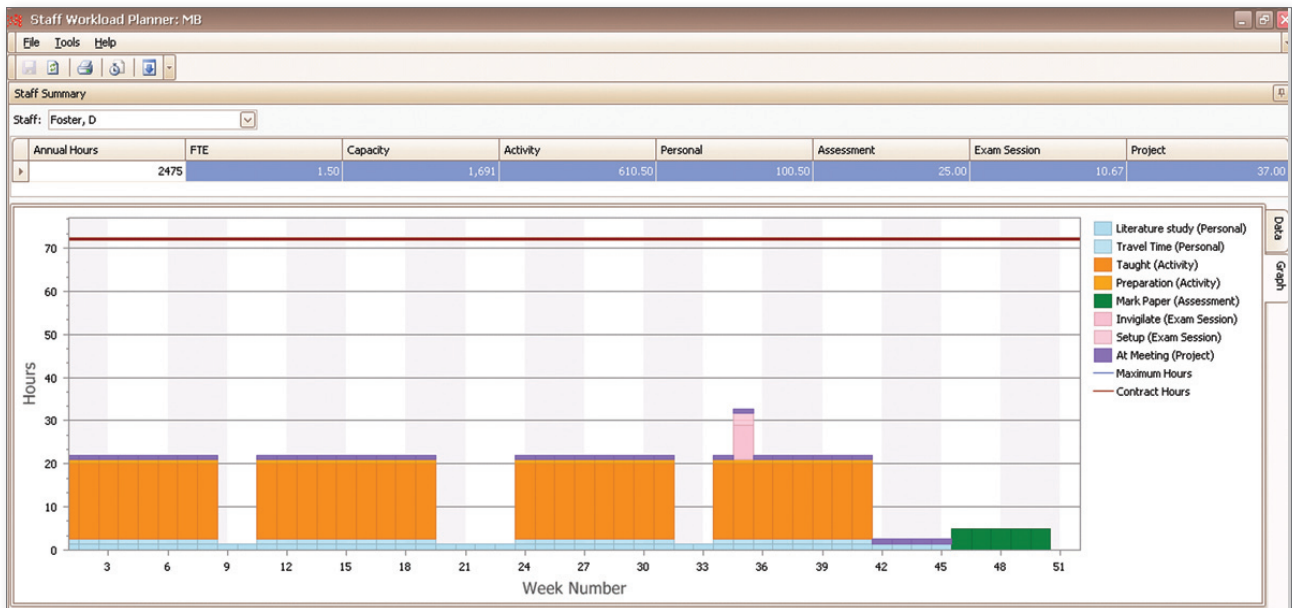 Staff Workload Planner: MB
File Tools Help
Staff Summary
Staff: Foster, D
Annual Hours FTE Capacity Activity Personal Assessment Exam Session Project
2475 1.50 1,691 610.50 100.50 25.00 10.67 37.00
Data
Graph
Literature study (Personal)
Travel Time (Personal)
Taught (Activity)
Preparation (Activity)
Mark Paper (Assessment)
Invigilate (Exam Session)
Setup (Exam Session)
At Meeting (Project)
Maximum Hours
Contract Hours
Hours
70
60
50
40
30
20
10
0
3 6 9 12 15 18 21 24 27 30 33 36 39 42 45 48 51
Week Number